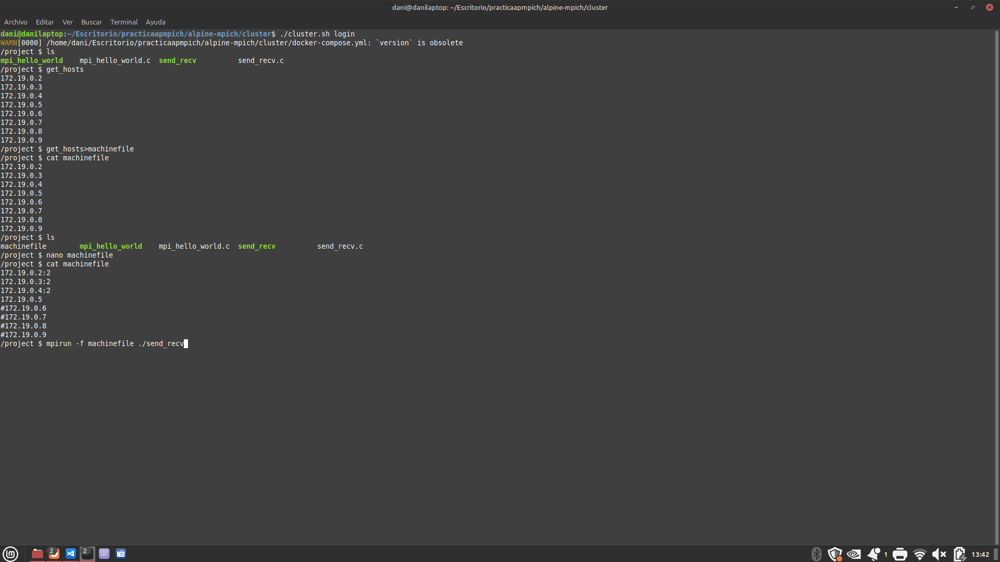 dani@danilaptop: ~/Escritorio/practicaapmpich/alpine-mpich/cluster
Archivo Editar Ver Buscar Terminal Ayuda
dani@danilaptop:~/Escritorio/practicaapmpich/alpine-mpich/cluster$ ./cluster.sh login
WARN[0000] /home/dani/Escritorio/practicaapmpich/alpine-mpich/cluster/docker-compose.yml: `version` is obsolete
/project $ ls
mpi_hello_world mpi_hello_world.c send_recv send_recv.c
/project $ get_hosts
172.19.0.2
172.19.0.3
172.19.0.4
172.19.0.5
172.19.0.6
172.19.0.7
172.19.0.8
172.19.0.9
/project $ get_hosts>machinefile
/project $ cat machinefile
172.19.0.2
172.19.0.3
172.19.0.4
172.19.0.5
172.19.0.6
172.19.0.7
172.19.0.8
172.19.0.9
/project $ ls
machinefile mpi_hello_world mpi_hello_world.c send_recv send_recv.c
/project $ nano machinefile
/project $ cat machinefile
172.19.0.2:2
172.19.0.3:2
172.19.0.4:2
172.19.0.5
#172.19.0.6
#172.19.0.7
#172.19.0.8
#172.19.0.9
/project $ mpirun -f machinefile ./send_recv
2 2 1 13:42